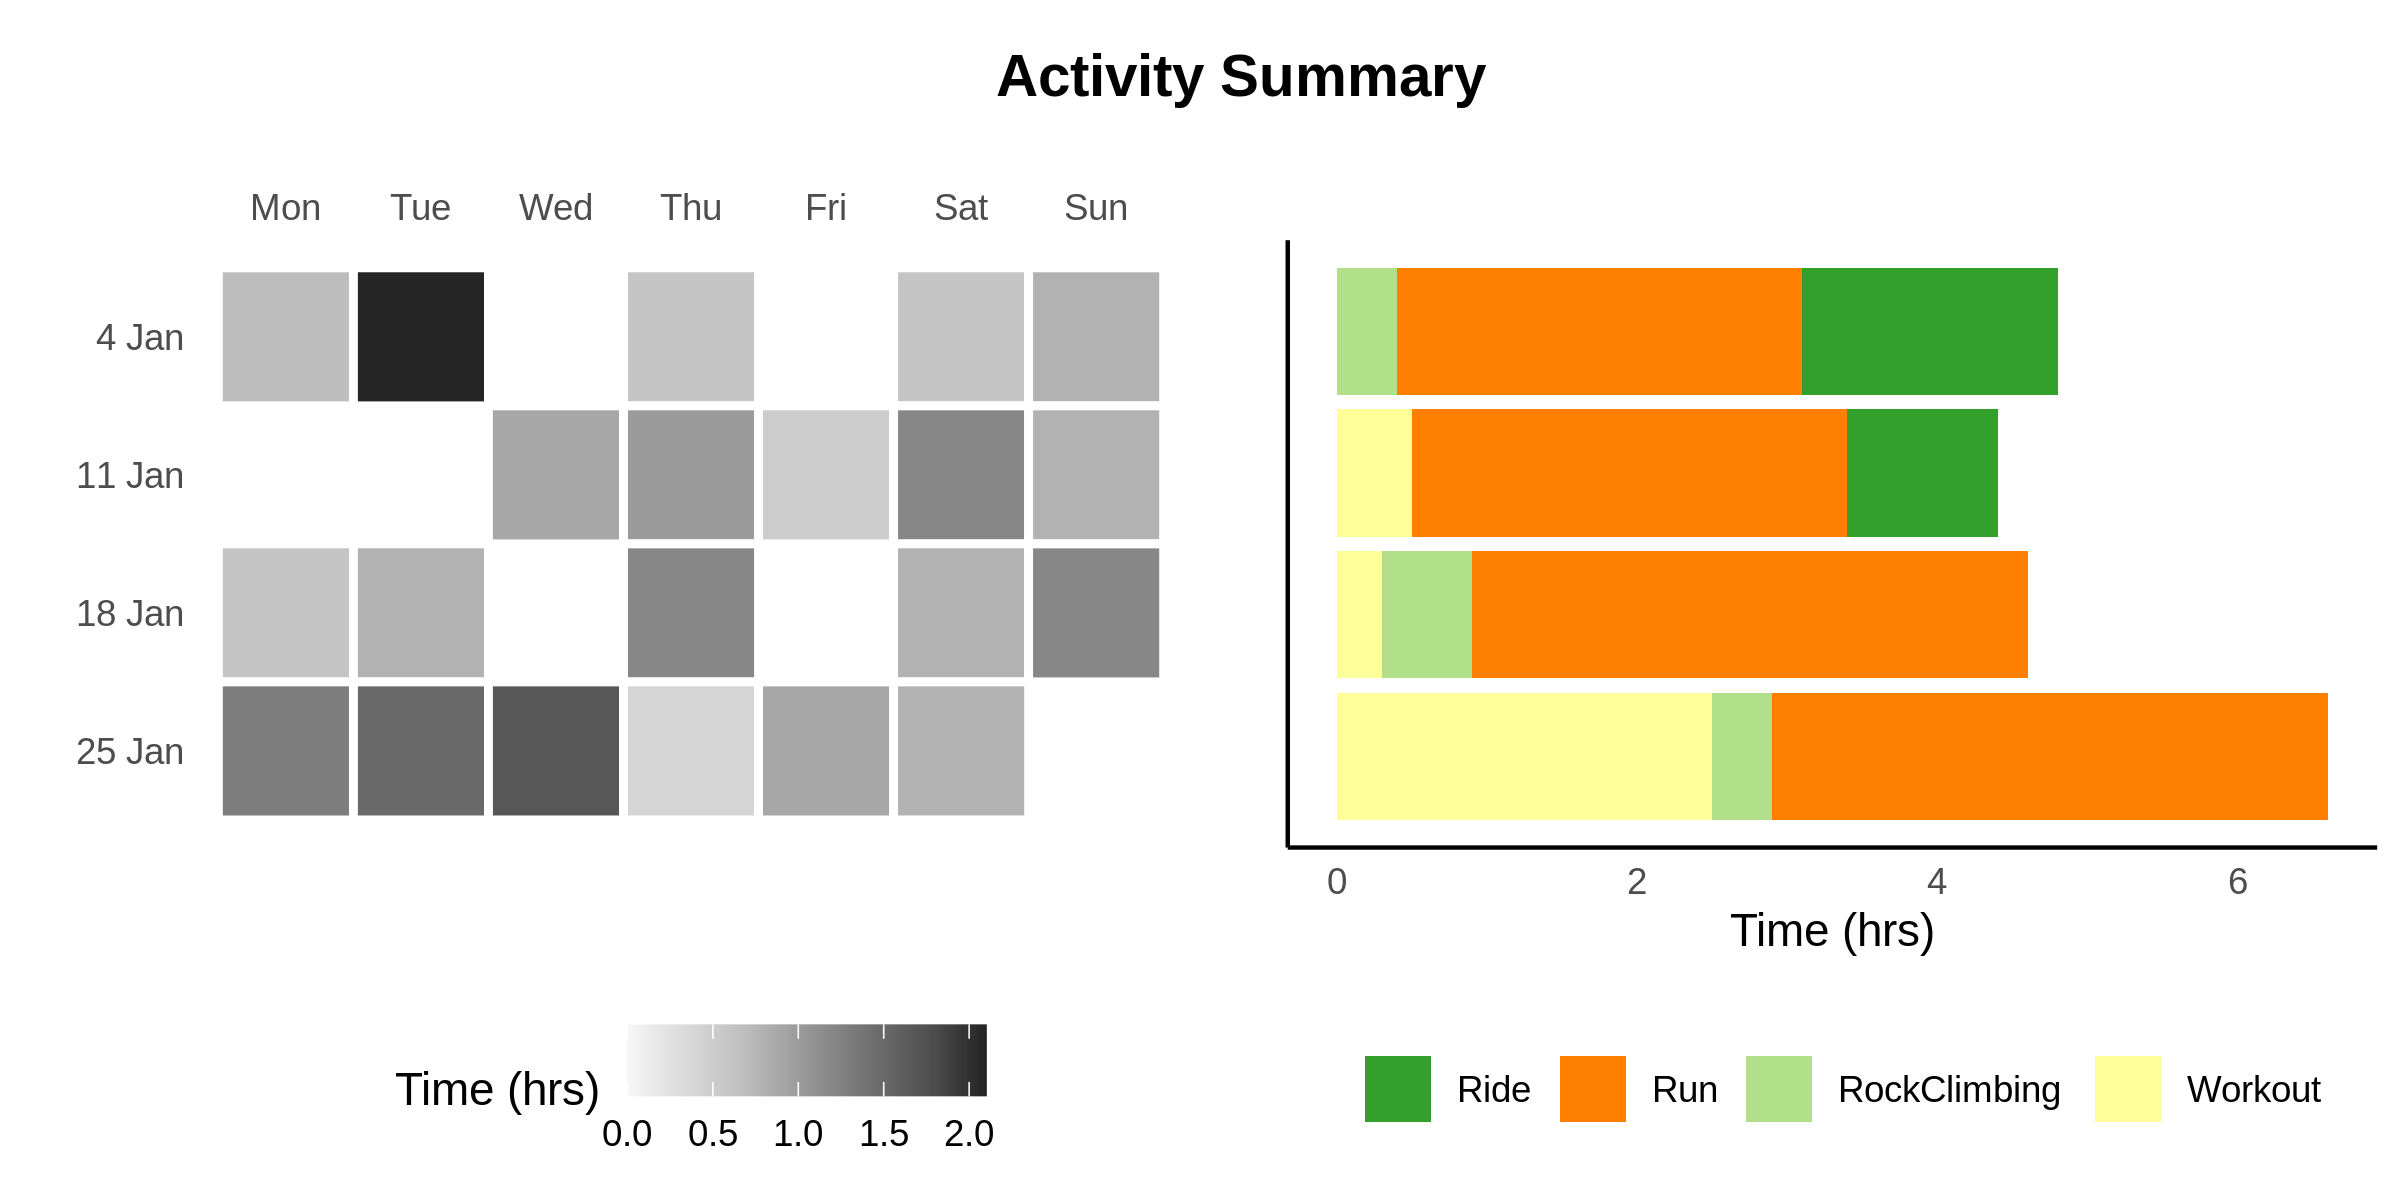 Activity Summary
Mon Tue Wed Thu Fri Sat Sun
4 Jan
11 Jan
18 Jan
25 Jan
0 2 4 6
Time (hrs)
Time (hrs)
0.0 0.5 1.0 1.5 2.0
Ride Run RockClimbing Workout